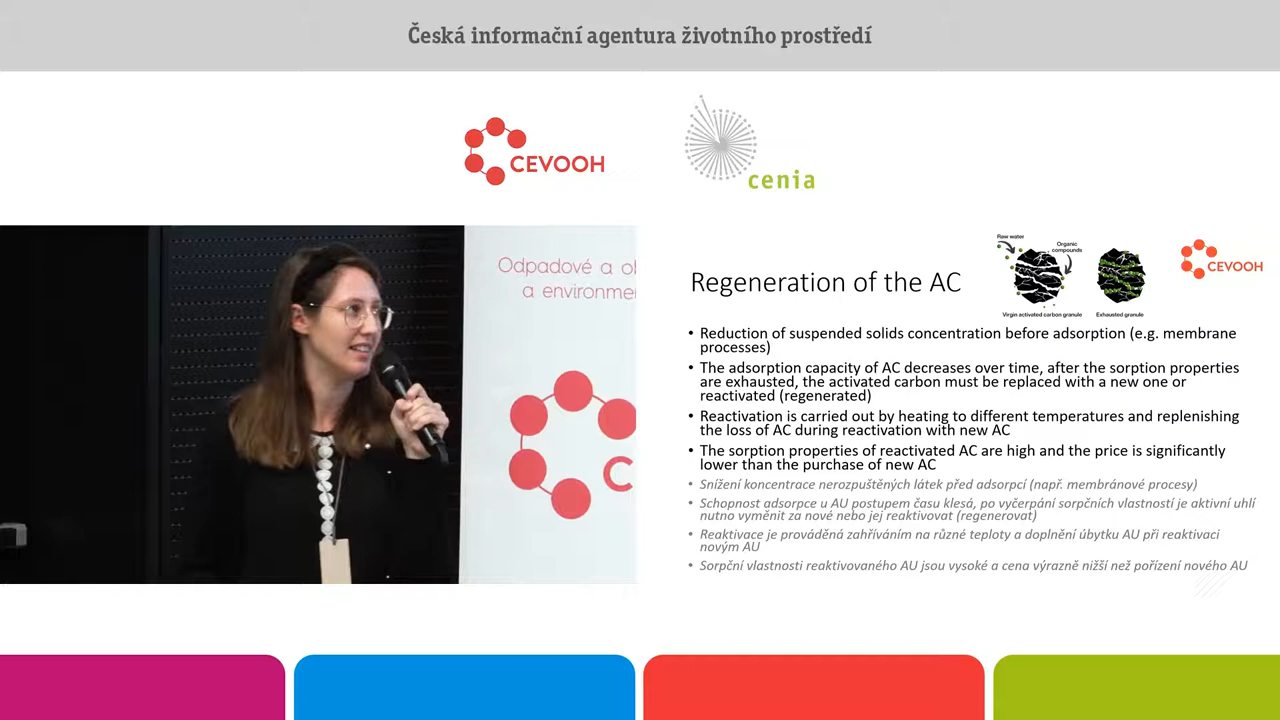 Česká informační agentura životního prostředí
CEVOOH
cenia
Odpadové a
a
Regeneration of the AC
Raw water
Organic
compounds
Virgin activated carbon granule
Exhausted granule
CEVOOH
• Reduction of suspended solids concentration before adsorption (e.g. membrane
processes)
• The adsorption capacity of AC decreases over time, after the sorption properties
are exhausted, the activated carbon must be replaced with a new one or
reactivated (regenerated)
• Reactivation is carried out by heating to different temperatures and replenishing
the loss of AC during reactivation with new AC
• The sorption properties of reactivated AC are high and the price is significantly
lower than the purchase of new AC
• Snížení koncentrace nerozpuštěných látek před adsorpcí (např. membránové procesy)
• Schopnost adsorpce u AU postupem času klesá, po vyčerpání sorpčních vlastností je aktivní uhlí
nutno vyměnit za nové nebo jej reaktivovat (regenerovat)
• Reaktivace je prováděná zahříváním na různé teploty a doplnění úbytku AU při reaktivaci
novým AU
• Sorpční vlastnosti reaktivovaného AU jsou vysoké a cena výrazně nižší než pořízení nového AU